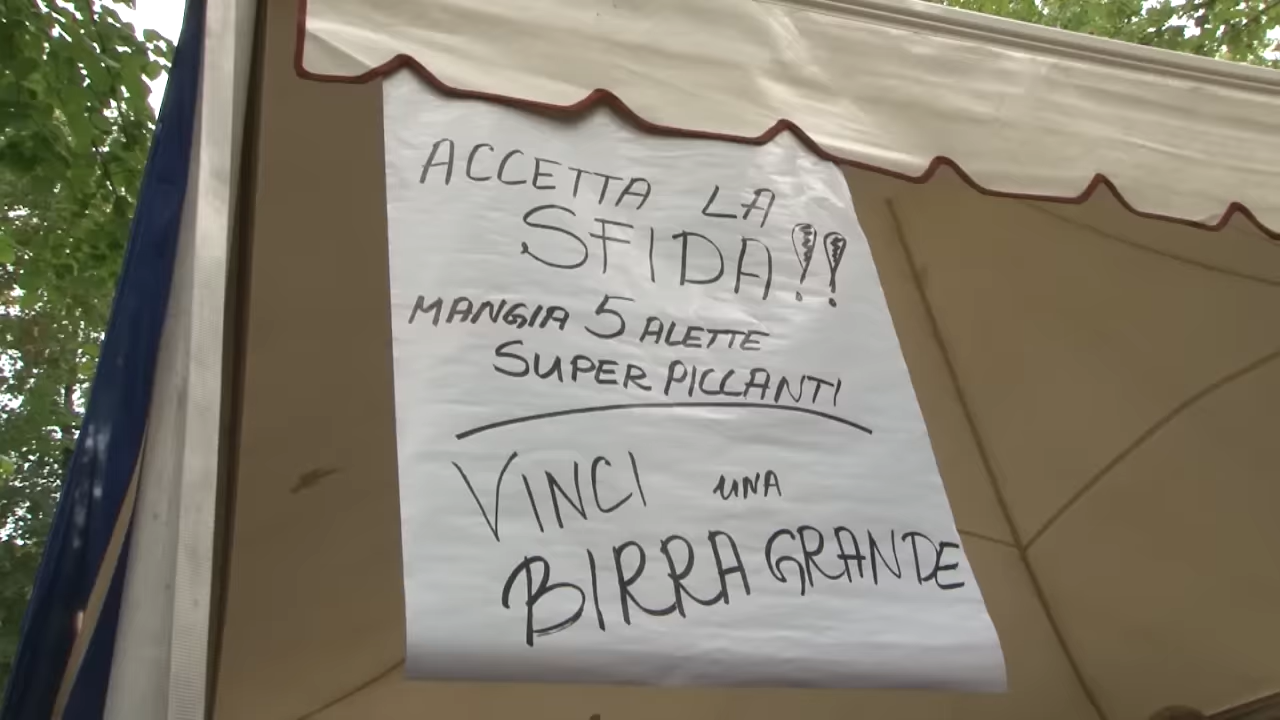 ACCETTA LA
SFIDA!!
MANGIA 5 ALETTE
SUPER PICCANTI
VINCI UNA
BIRRA GRANDE